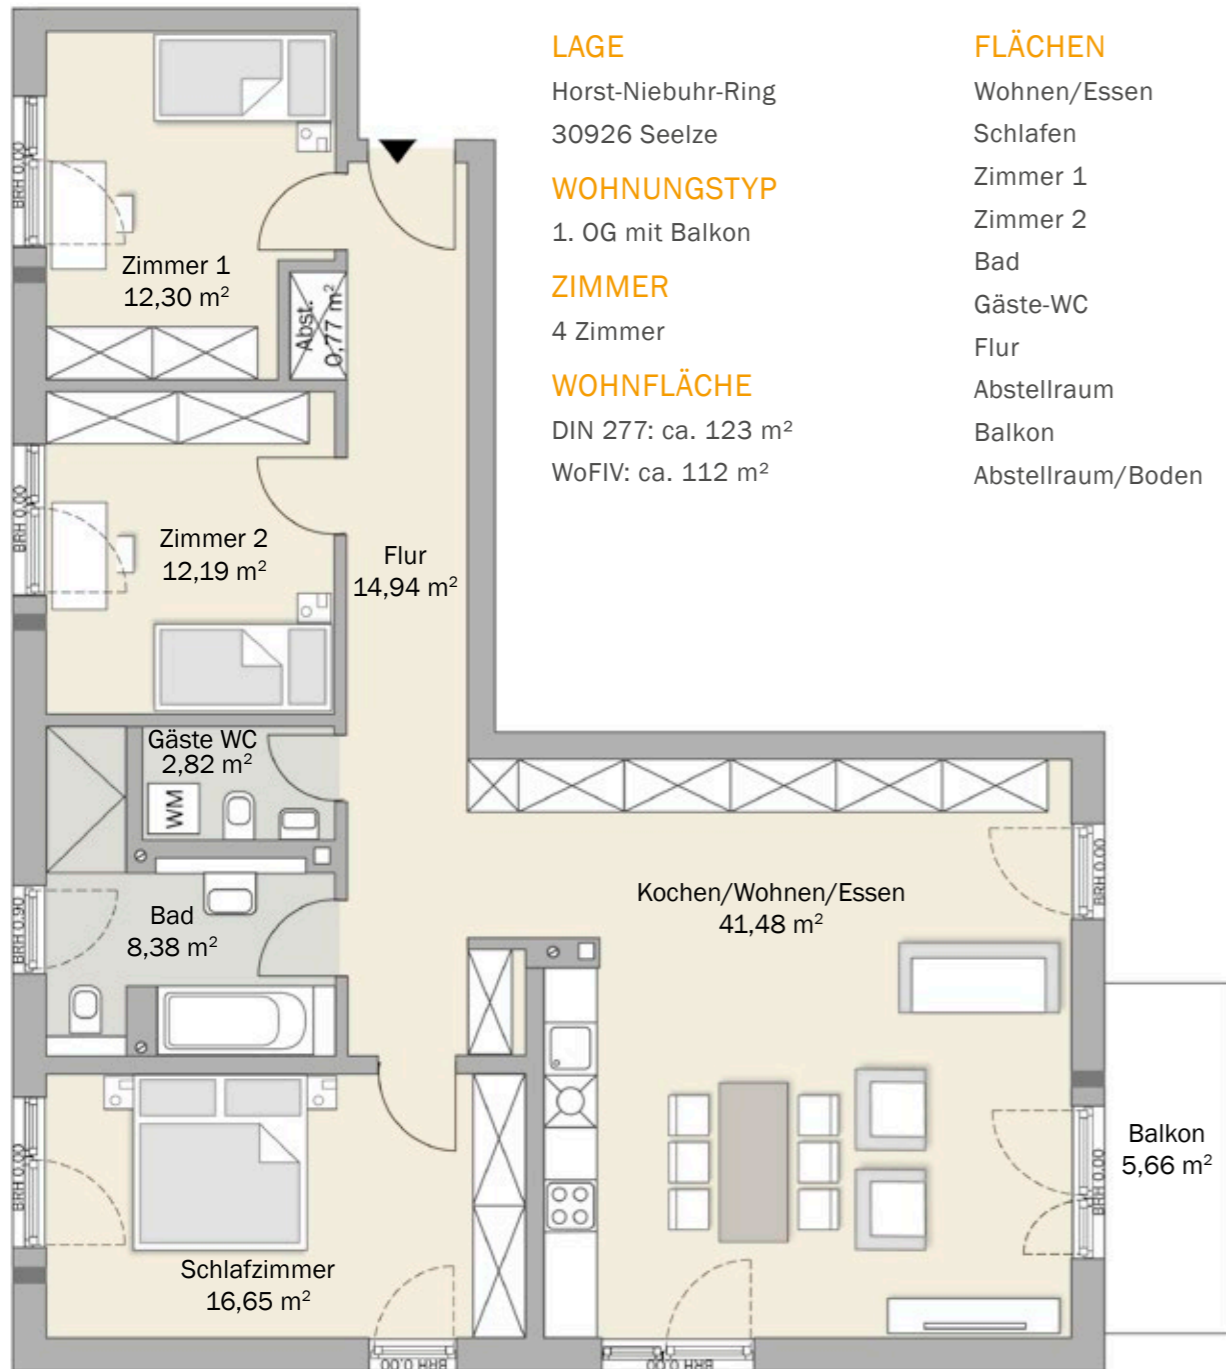 LAGE
Horst-Niebuhr-Ring
30926 Seelze
WOHNUNGSTYP
1. OG mit Balkon
ZIMMER
4 Zimmer
WOHNFLÄCHE
DIN 277: ca. 123 m²
WoFIV: ca. 112 m²
FLÄCHEN
Wohnen/Essen
Schlafen
Zimmer 1
Zimmer 2
Bad
Gäste-WC
Flur
Abstellraum
Balkon
Abstellraum/Boden
BRH 0.00
Zimmer 1
12,30 m²
Abst.
0,77 m²
BRH 0.00
Zimmer 2
12,19 m²
Flur
14,94 m²
Gäste WC
2,82 m²
WM
BRH 0.90
Bad
8,38 m²
Kochen/Wohnen/Essen
41,48 m²
BRH 0.00
BRH 0.00
Balkon
5,66 m²
BRH 0.00
Schlafzimmer
16,65 m²
BRH 0.00
BRH 0.00